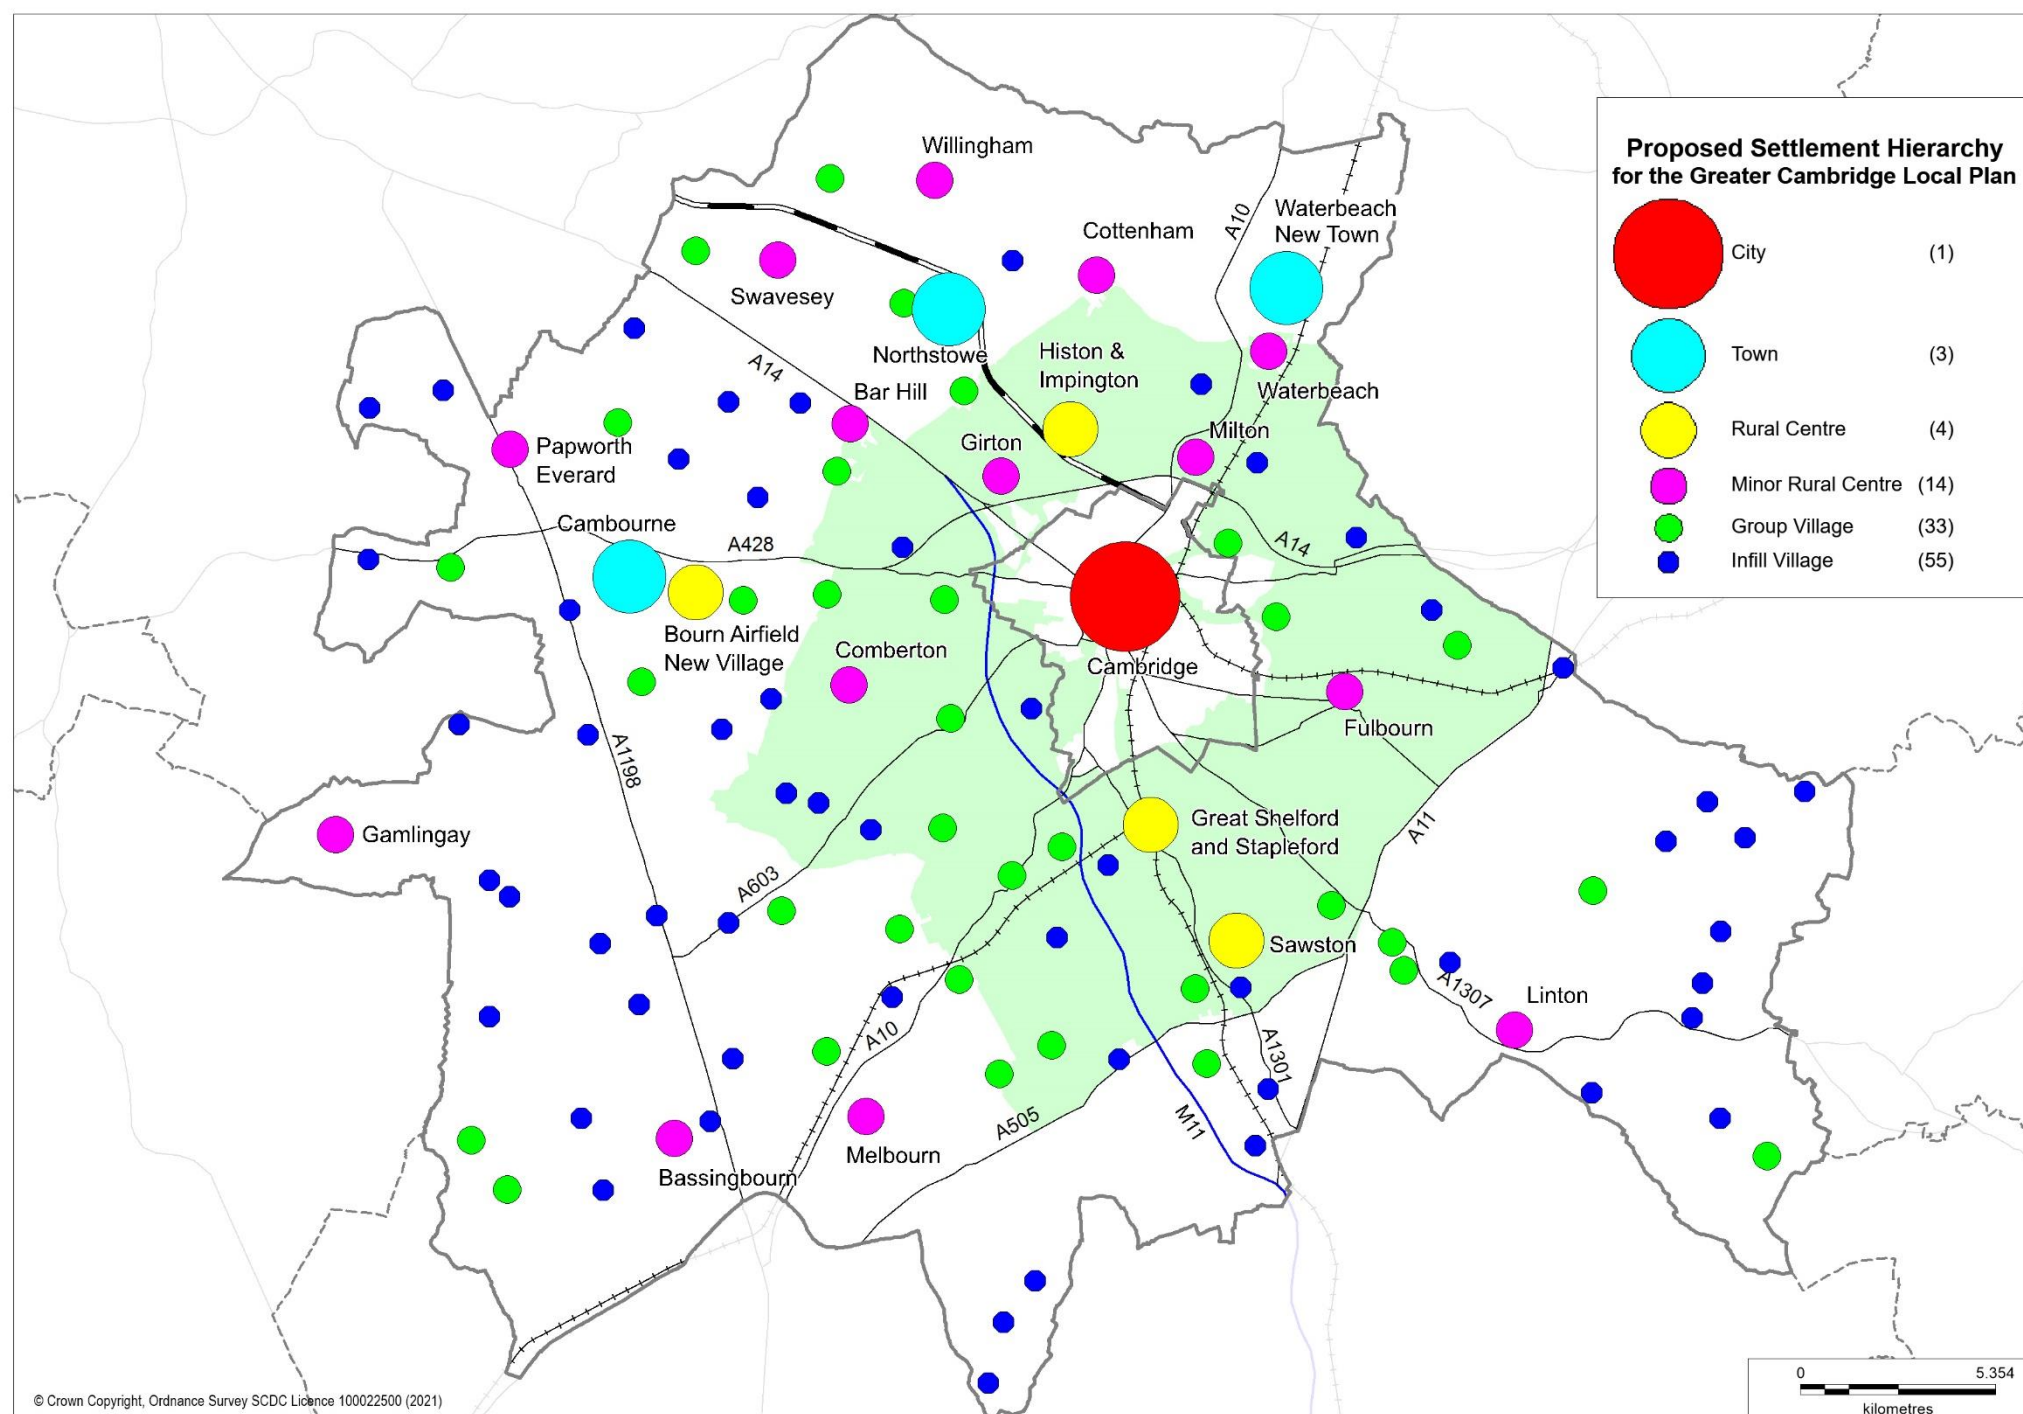 Willingham
Cottenham
A10
Waterbeach
New Town
Swavesey
Northstowe
A14
Bar Hill
Histon &
Impington
Waterbeach
Girton
Milton
Papworth
Everard
Cambourne
A428
A14
Bourn Airfield
New Village
Comberton
Cambridge
Fulbourn
A1198
Gamlingay
Great Shelford
and Stapleford
A11
A603
Sawston
A10
A1307
Linton
A1301
A505
M11
Melbourn
Bassingbourn
Proposed Settlement Hierarchy
for the Greater Cambridge Local Plan
City (1)
Town (3)
Rural Centre (4)
Minor Rural Centre (14)
Group Village (33)
Infill Village (55)
© Crown Copyright, Ordnance Survey SCDC Licence 100022500 (2021)
0 5.354
kilometres